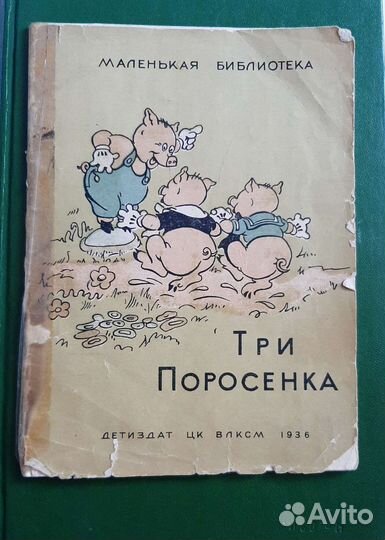 МАЛЕНЬКАЯ БИБЛИОТЕКА
ТРИ
ПОРОСЕНКА
ДЕТИЗДАТ ЦК ВЛКСМ 1936
Avito